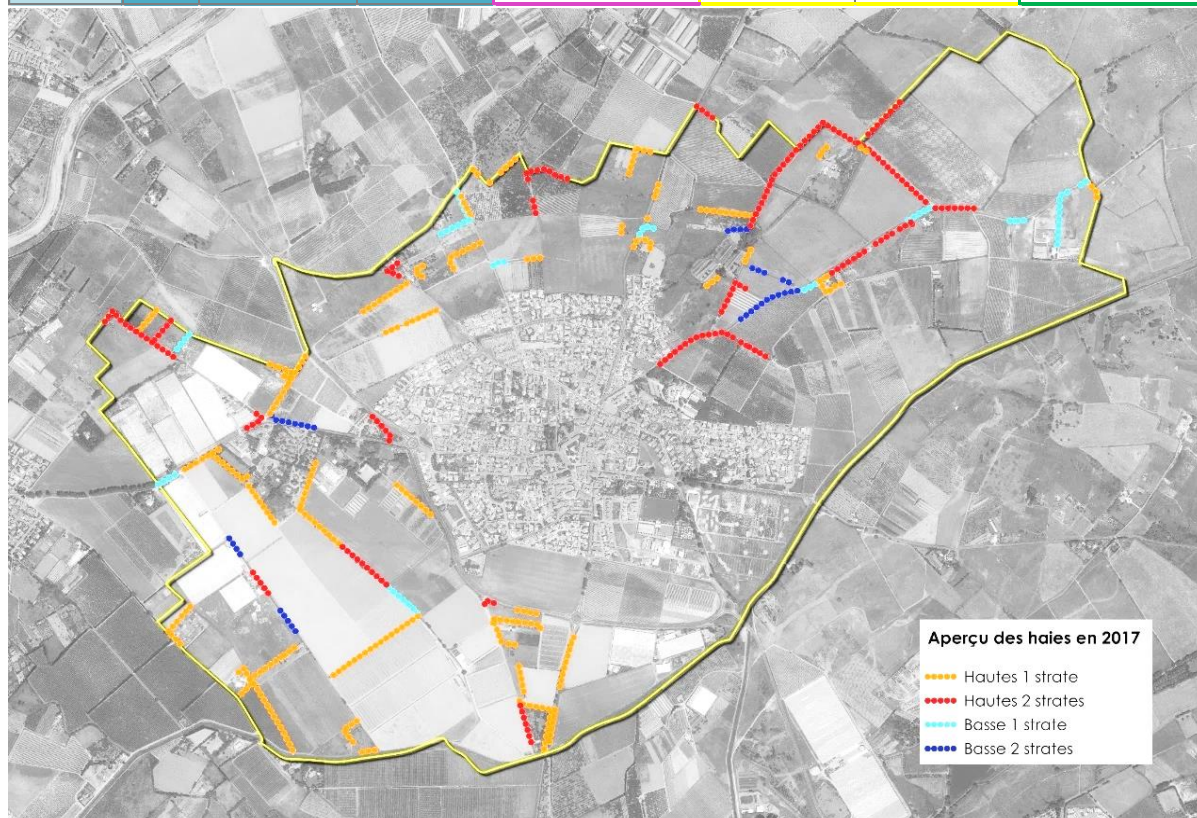 Aperçu des haies en 2017
Hautes 1 strate
Hautes 2 strates
Basse 1 strate
Basse 2 strates